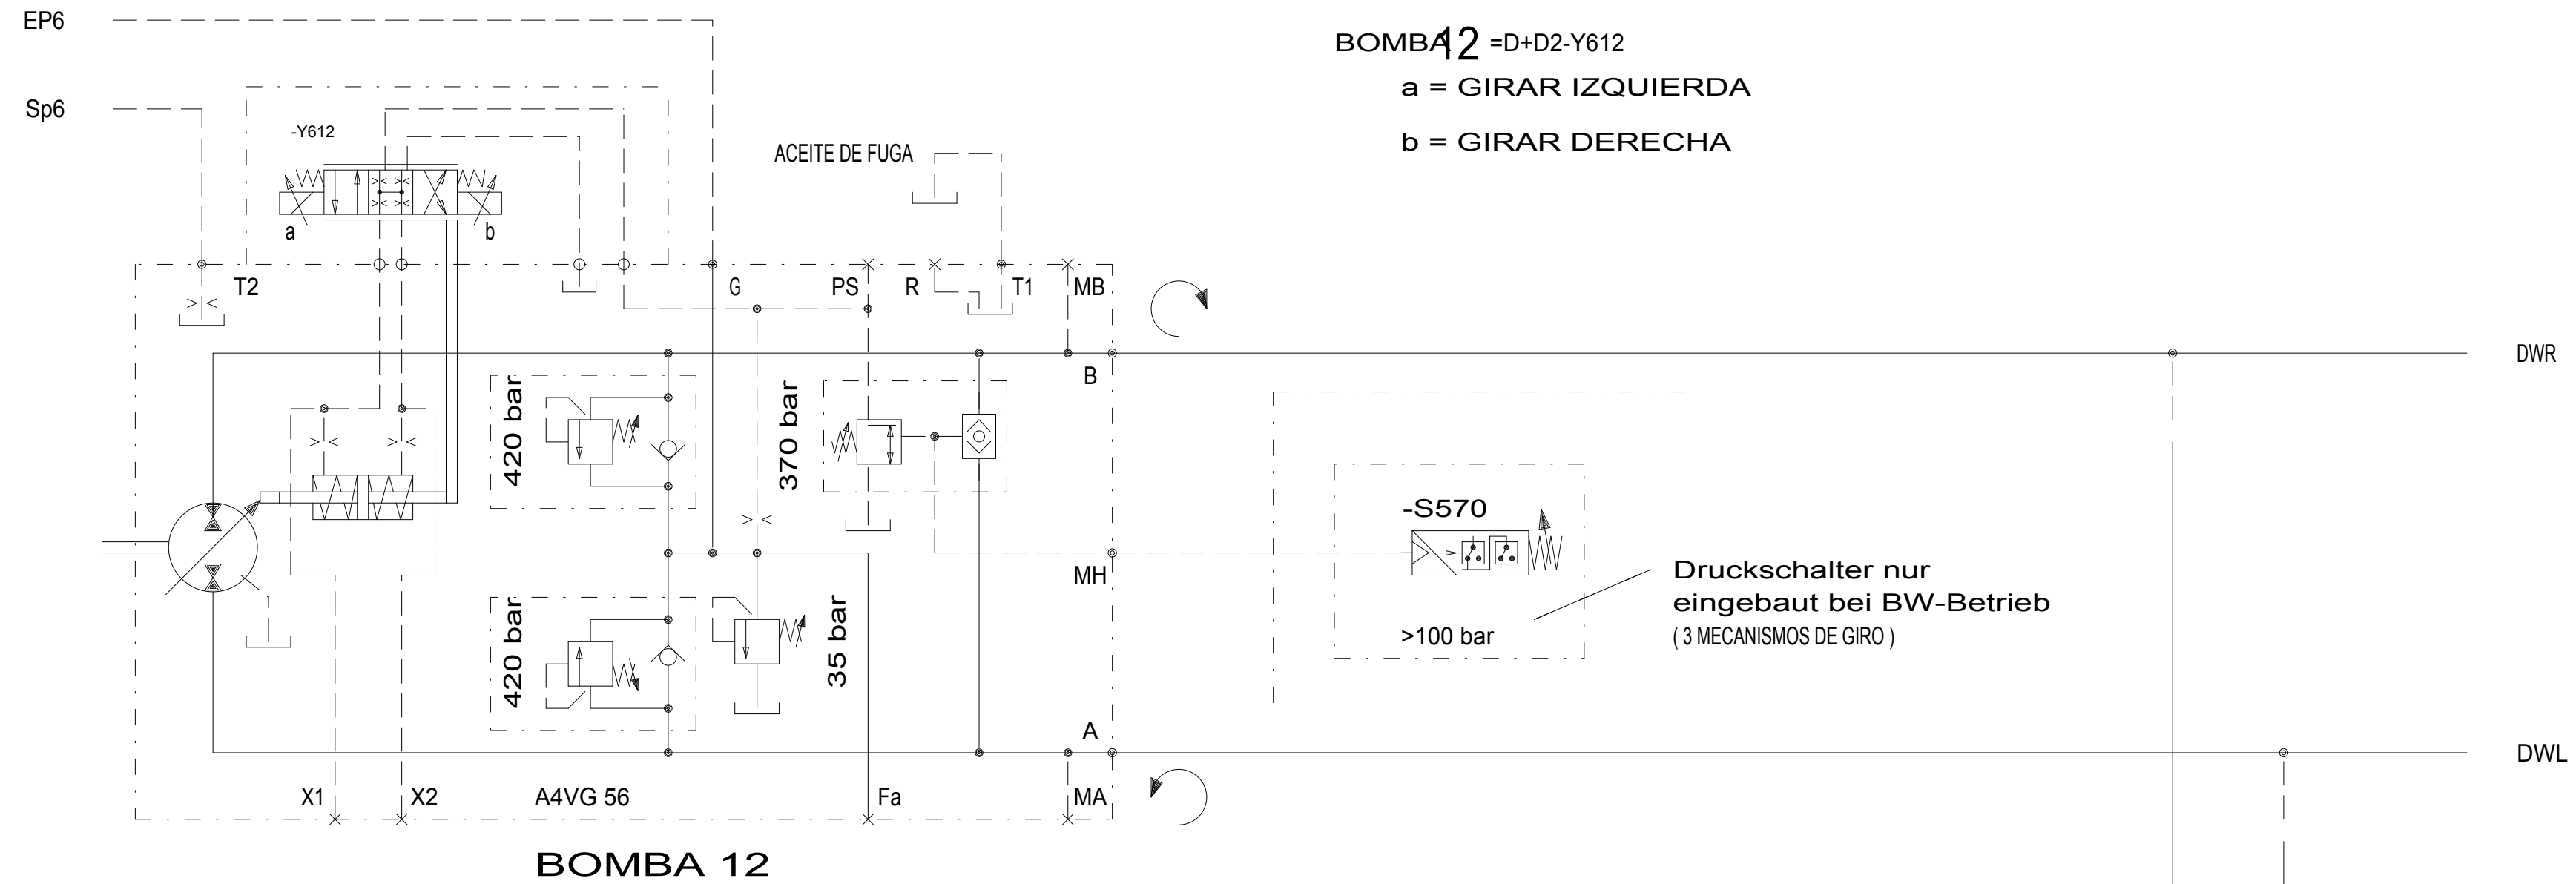 EP6
BOMBA 12 =D+D2-Y612
a = GIRAR IZQUIERDA
Sp6
-Y612
b = GIRAR DERECHA
ACEITE DE FUGA
a
b
T2
G
PS
R
T1
MB
DWR
B
420 bar
370 bar
-S570
MH
Druckschalter nur
eingebaut bei BW-Betrieb
>100 bar
( 3 MECANISMOS DE GIRO )
420 bar
35 bar
A
DWL
X1
X2
A4VG 56
Fa
MA
BOMBA 12